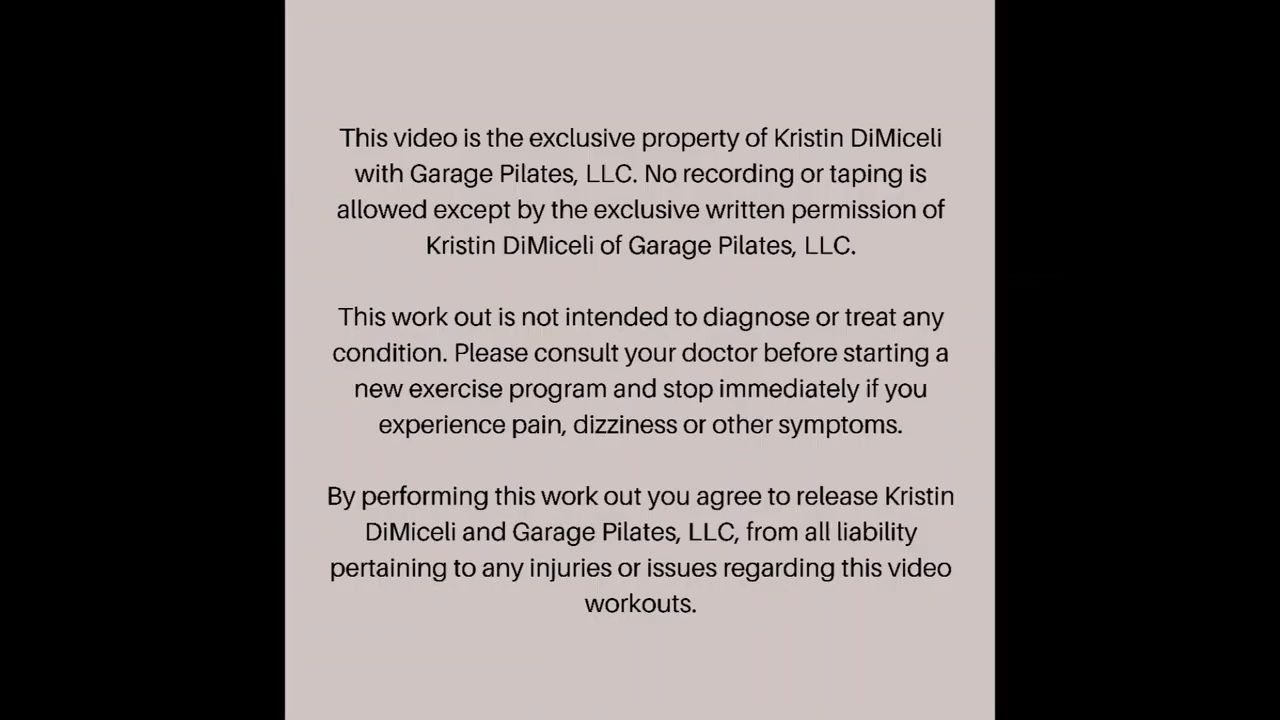 This video is the exclusive property of Kristin DiMiceli
with Garage Pilates, LLC. No recording or taping is
allowed except by the exclusive written permission of
Kristin DiMiceli of Garage Pilates, LLC.
This work out is not intended to diagnose or treat any
condition. Please consult your doctor before starting a
new exercise program and stop immediately if you
experience pain, dizziness or other symptoms.
By performing this work out you agree to release Kristin
DiMiceli and Garage Pilates, LLC, from all liability
pertaining to any injuries or issues regarding this video
workouts.